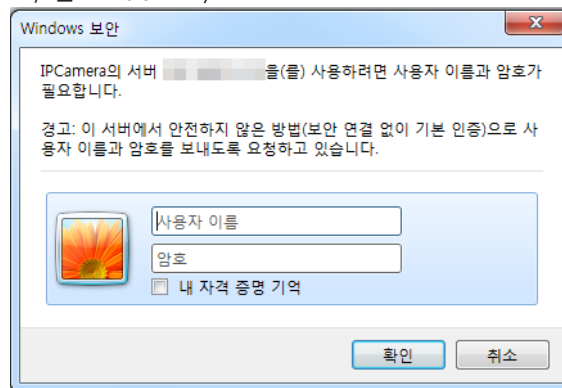 Windows 보안
IPCamera의 서버 을(를) 사용하려면 사용자 이름과 암호가
필요합니다.
경고: 이 서버에서 안전하지 않은 방법(보안 연결 없이 기본 인증)으로 사
용자 이름과 암호를 보내도록 요청하고 있습니다.
사용자 이름
암호
내 자격 증명 기억
확인
취소